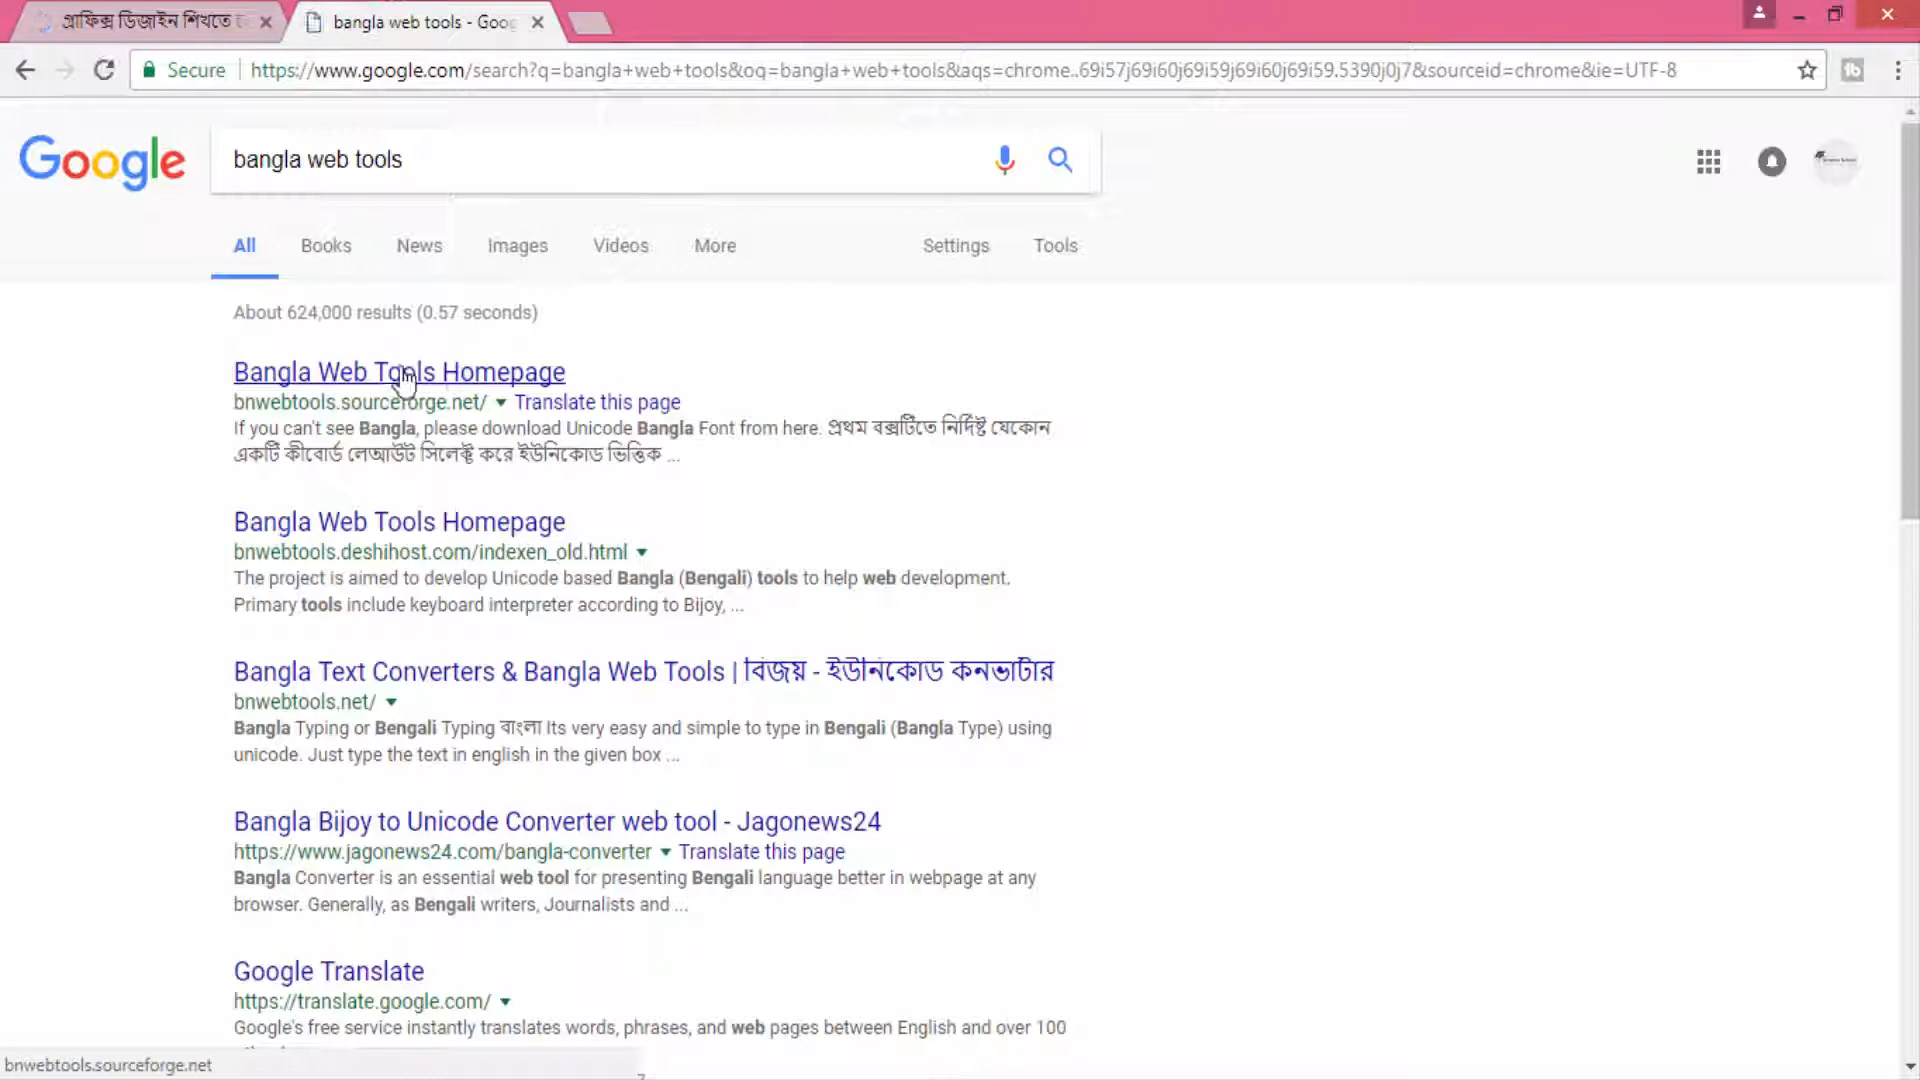 গ্রাফিক্স ডিজাইন শিখতে
bangla web tools - Goog
Secure
https://www.google.com/search?q=bangla+web+tools&oq=bangla+web+tools&aqs=chrome..69i57j69i60j69i59j69i60j69i59.5390j0j7&sourceid=chrome&ie=UTF-8
Google
bangla web tools
All Books News Images Videos More Settings Tools
About 624,000 results (0.57 seconds)
Bangla Web Tools Homepage
bnwebtools.sourceforge.net/ Translate this page
If you can't see Bangla, please download Unicode Bangla Font from here. প্রথম বক্সটিতে নির্দিষ্ট যেকোন
একটি কীবোর্ড লেআউট সিলেক্ট করে ইউনিকোড ভিত্তিক ...
Bangla Web Tools Homepage
bnwebtools.deshihost.com/indexen_old.html
The project is aimed to develop Unicode based Bangla (Bengali) tools to help web development.
Primary tools include keyboard interpreter according to Bijoy, ...
Bangla Text Converters & Bangla Web Tools | বিজয় - ইউনিকোড কনভার্টার
bnwebtools.net/
Bangla Typing or Bengali Typing বাংলা Its very easy and simple to type in Bengali (Bangla Type) using
unicode. Just type the text in english in the given box ...
Bangla Bijoy to Unicode Converter web tool - Jagonews24
https://www.jagonews24.com/bangla-converter Translate this page
Bangla Converter is an essential web tool for presenting Bengali language better in webpage at any
browser. Generally, as Bengali writers, Journalists and ...
Google Translate
https://translate.google.com/
Google's free service instantly translates words, phrases, and web pages between English and over 100
bnwebtools.sourceforge.net